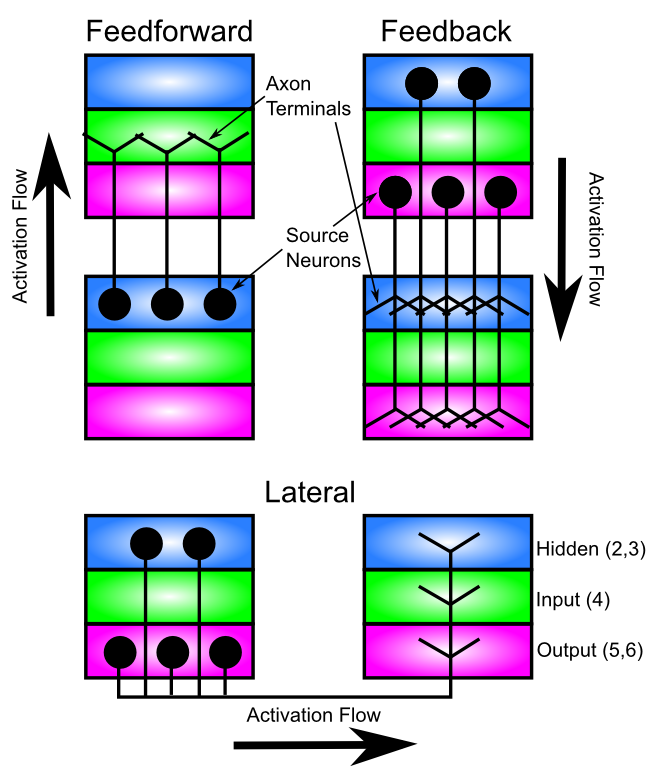 Feedforward
Feedback
Axon
Terminals
Activation Flow
Activation Flow
Source
Neurons
Lateral
Hidden (2,3)
Input (4)
Output (5,6)
Activation Flow